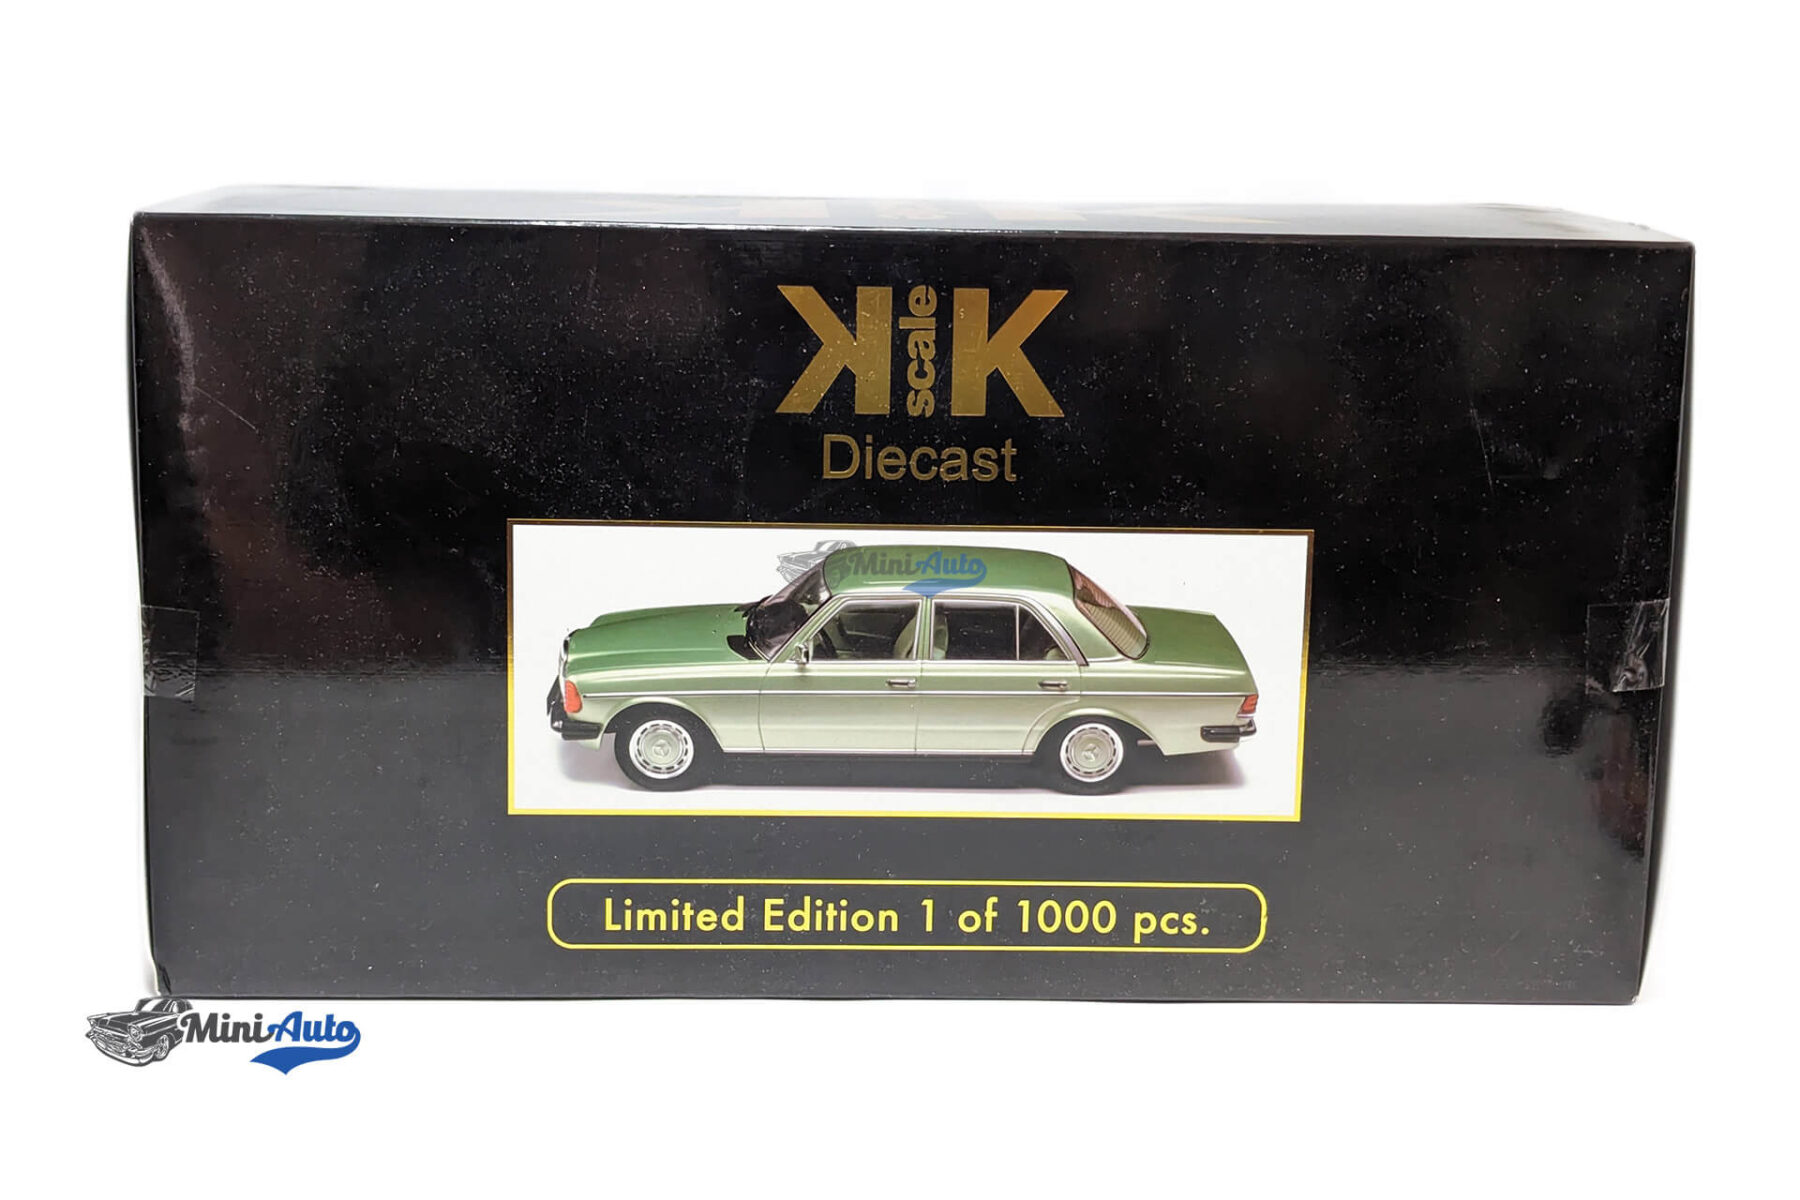 KK
scale
Diecast
MiniAuto
Limited Edition 1 of 1000 pcs.
MiniAuto